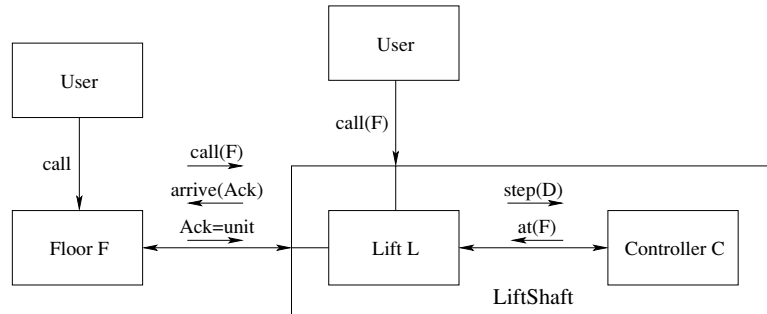 User
User
call(F)
call
call(F)
arrive(Ack)
step(D)
Ack=unit
at(F)
Floor F
Lift L
Controller C
LiftShaft